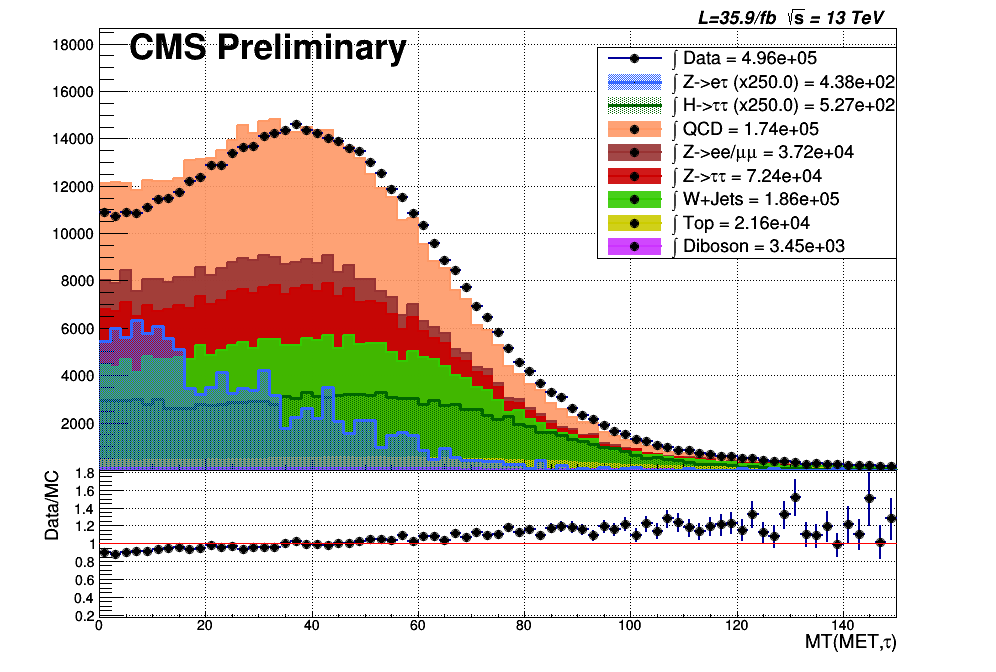 L=35.9/fb √s = 13 TeV
CMS Preliminary
∫ Data = 4.96e+05
∫ Z->eτ (x250.0) = 4.38e+02
∫ H->ττ (x250.0) = 5.27e+02
∫ QCD = 1.74e+05
∫ Z->ee/μμ = 3.72e+04
∫ Z->ττ = 7.24e+04
∫ W+Jets = 1.86e+05
∫ Top = 2.16e+04
∫ Diboson = 3.45e+03
18000
16000
14000
12000
10000
8000
6000
4000
2000
Data/MC
1.8
1.6
1.4
1.2
1
0.8
0.6
0.4
0.2
0 20 40 60 80 100 120 140
MT(MET,τ)